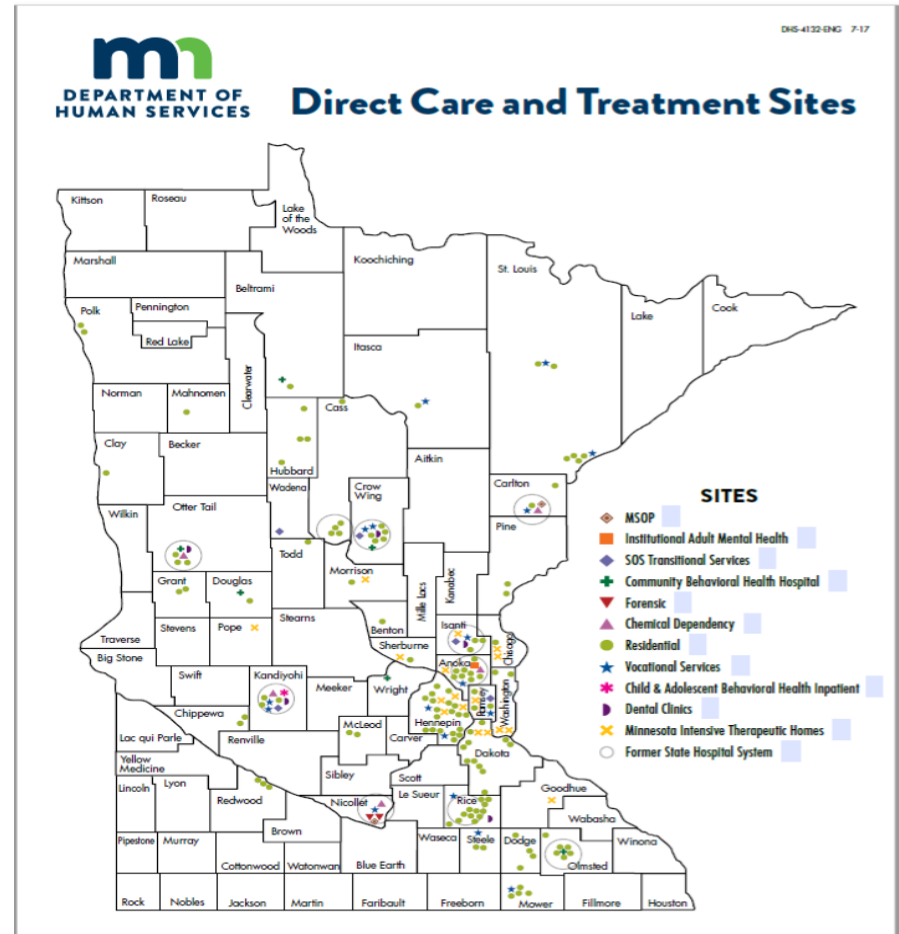 DHS-4132-ENG 7-17
mn
DEPARTMENT OF
HUMAN SERVICES
Direct Care and Treatment Sites
Kittson
Roseau
Lake
of the
Woods
Marshall
Koochiching
St. Louis
Beltrami
Polk
Pennington
Lake
Cook
Red Lake
Itasca
Clearwater
Norman
Mahnomen
Cass
Clay
Becker
Hubbard
Aitkin
Wadena
Crow
Wing
Carlton
Wilkin
Otter Tail
Pine
Todd
Morrison
Grant
Douglas
Mille Lacs
Kanabec
Traverse
Stevens
Pope
Stearns
Benton
Isanti
Chisago
Sherburne
Big Stone
Anoka
Swift
Kandiyohi
Meeker
Wright
Ramsey
Washington
Chippewa
Hennepin
McLeod
Carver
Lac qui Parle
Renville
Dakota
Yellow
Medicine
Sibley
Scott
Lincoln
Lyon
Redwood
Nicollet
Le Sueur
Rice
Goodhue
Wabasha
Brown
Pipestone
Murray
Cottonwood
Watonwan
Blue Earth
Waseca
Steele
Dodge
Olmsted
Winona
Rock
Nobles
Jackson
Martin
Faribault
Freeborn
Mower
Fillmore
Houston
SITES
MSOP
Institutional Adult Mental Health
SOS Transitional Services
Community Behavioral Health Hospital
Forensic
Chemical Dependency
Residential
Vocational Services
Child & Adolescent Behavioral Health Inpatient
Dental Clinics
Minnesota Intensive Therapeutic Homes
Former State Hospital System